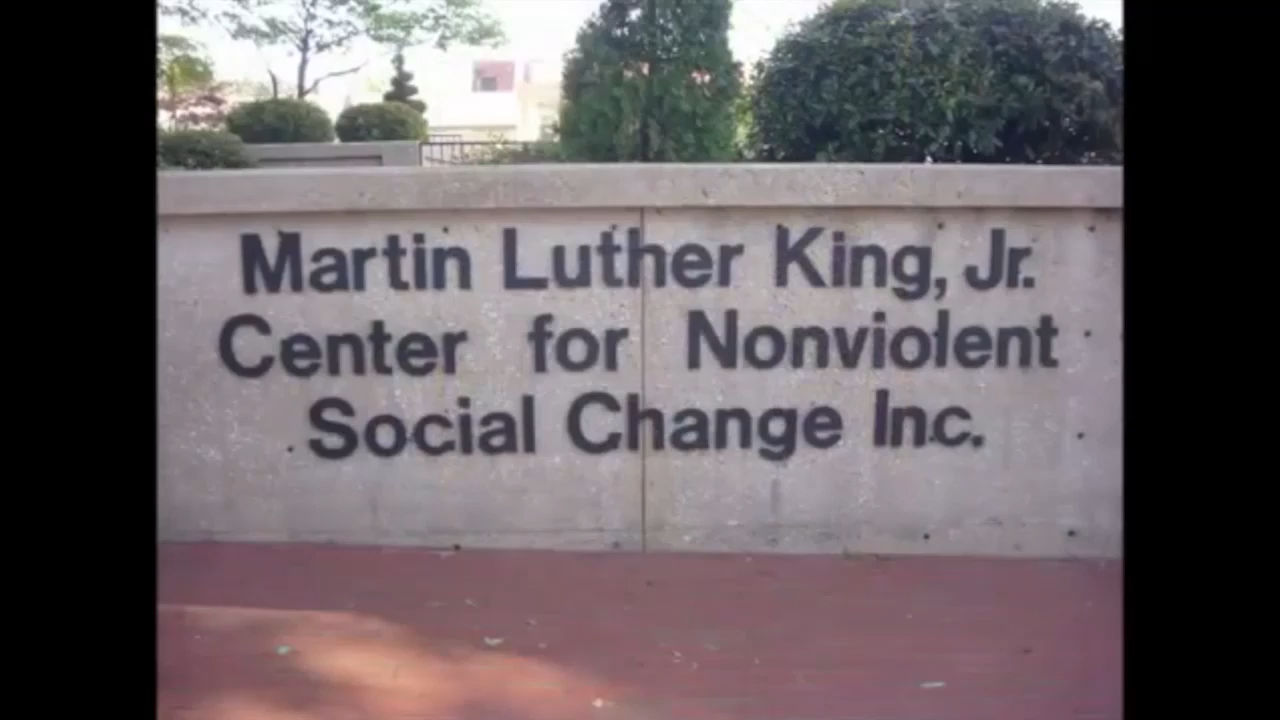 Martin Luther King, Jr.
Center for Nonviolent
Social Change Inc.